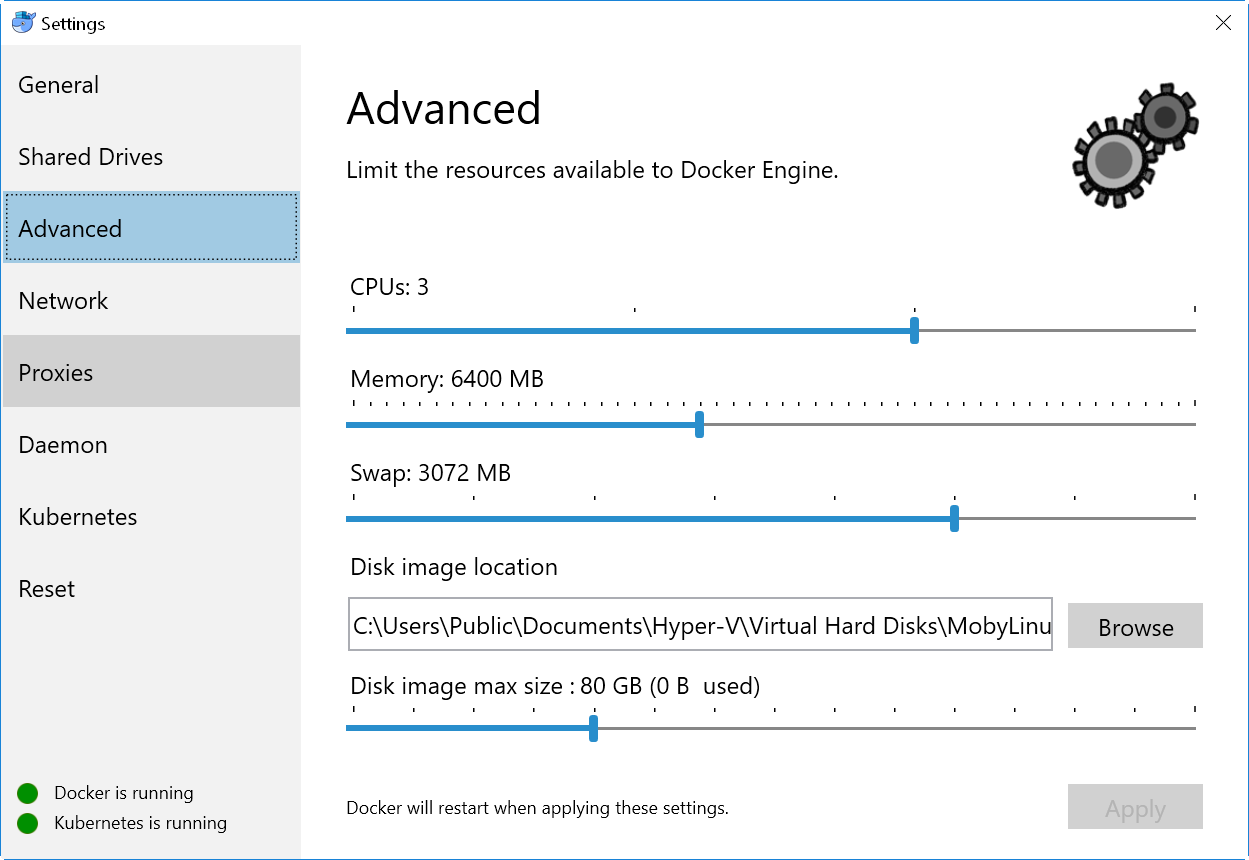 Settings
General
Shared Drives
Advanced
Network
Proxies
Daemon
Kubernetes
Reset
Docker is running
Kubernetes is running
Advanced
Limit the resources available to Docker Engine.
CPUs: 3
Memory: 6400 MB
Swap: 3072 MB
Disk image location
C:\Users\Public\Documents\Hyper-V\Virtual Hard Disks\MobyLinu
Browse
Disk image max size : 80 GB (0 B  used)
Docker will restart when applying these settings.
Apply